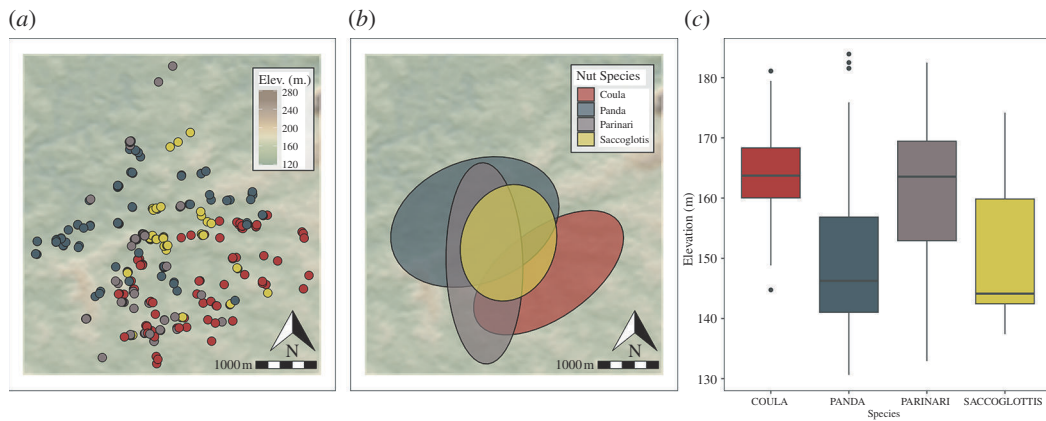 (a)
Elev. (m.)
280
240
200
160
120
N
1000 m
(b)
Nut Species
Coula
Panda
Parinari
Saccoglotis
N
1000 m
(c)
Elevation (m)
180
170
160
150
140
130
COULA
PANDA
PARINARI
SACCOGLOTTIS
Species